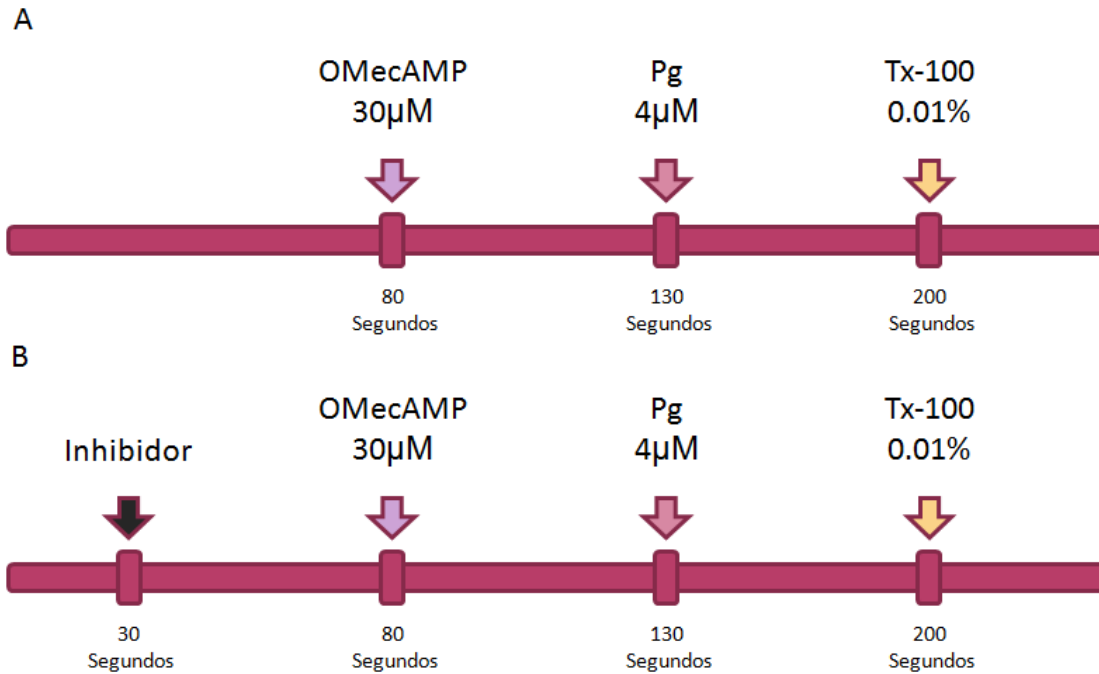 A
OMecAMP
30µM
Pg
4µM
Tx-100
0.01%
80
Segundos
130
Segundos
200
Segundos
B
Inhibidor
OMecAMP
30µM
Pg
4µM
Tx-100
0.01%
30
Segundos
80
Segundos
130
Segundos
200
Segundos